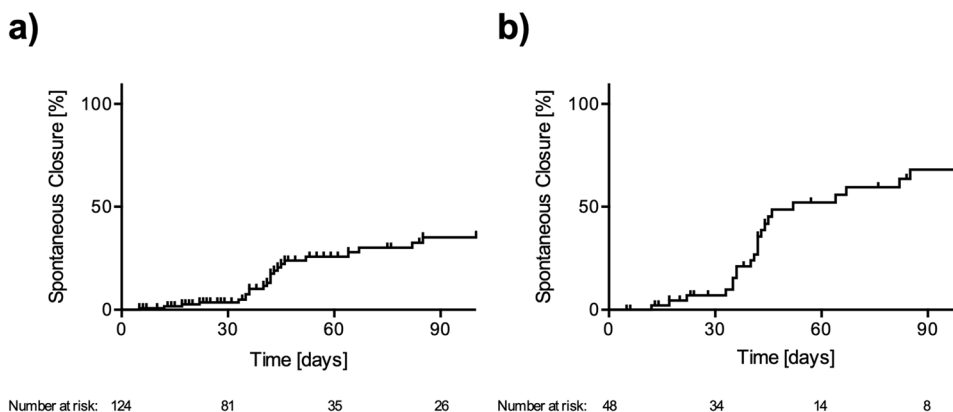 a)
Spontaneous Closure [%]
100
50
0
0 30 60 90
Time [days]
Number at risk: 124 81 35 26
b)
Spontaneous Closure [%]
100
50
0
0 30 60 90
Time [days]
Number at risk: 48 34 14 8